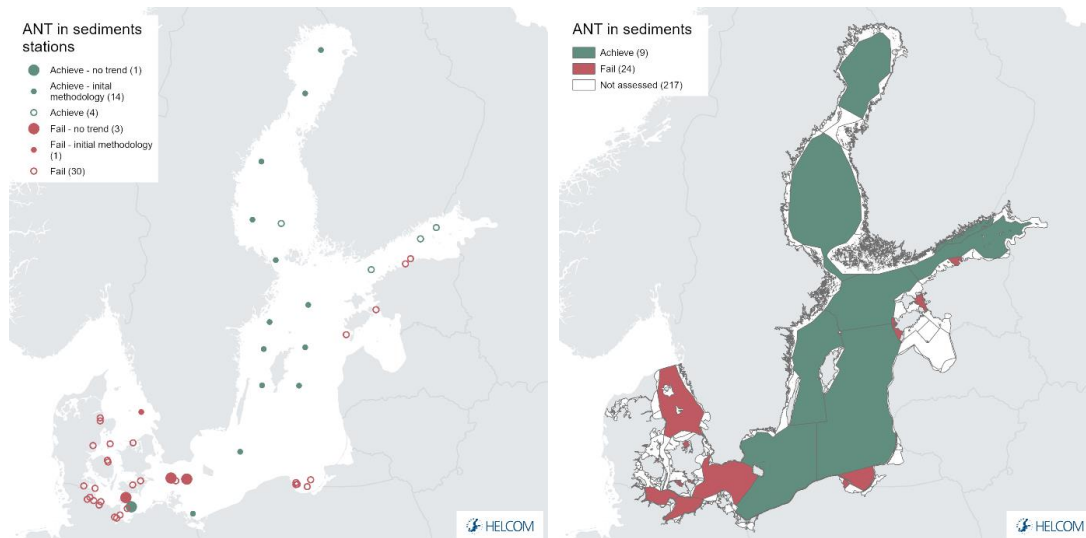 ANT in sediments
stations
Achieve - no trend (1)
Achieve - inital
methodology (14)
Achieve (4)
Fail - no trend (3)
Fail - initial methodology
(1)
Fail (30)
HELCOM
ANT in sediments
Achieve (9)
Fail (24)
Not assessed (217)
HELCOM